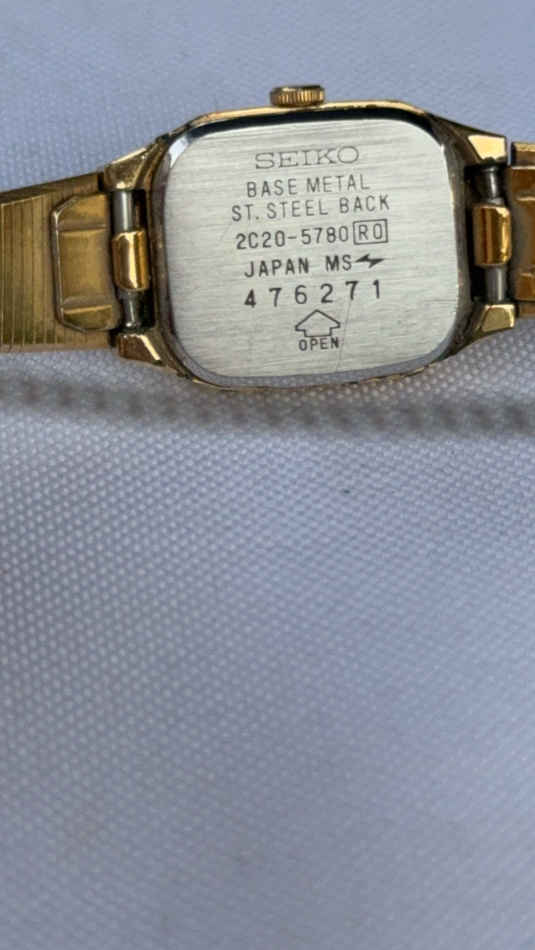 SEIKO
BASE METAL
ST. STEEL BACK
2C20-5780 R0
JAPAN MS
476271
OPEN